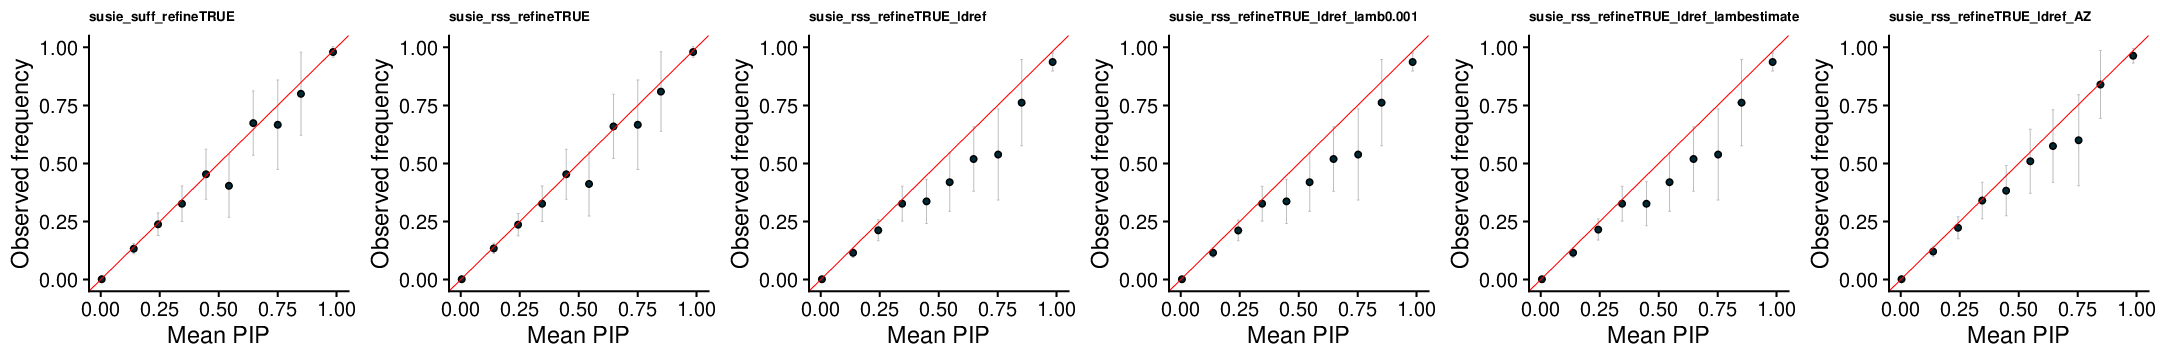 susie_suff_refineTRUE
1.00
0.75
0.50
0.25
0.00
Observed frequency
0.00 0.25 0.50 0.75 1.00
Mean PIP
susie_rss_refineTRUE
1.00
0.75
0.50
0.25
0.00
Observed frequency
0.00 0.25 0.50 0.75 1.00
Mean PIP
susie_rss_refineTRUE_ldref
1.00
0.75
0.50
0.25
0.00
Observed frequency
0.00 0.25 0.50 0.75 1.00
Mean PIP
susie_rss_refineTRUE_ldref_lamb0.001
1.00
0.75
0.50
0.25
0.00
Observed frequency
0.00 0.25 0.50 0.75 1.00
Mean PIP
susie_rss_refineTRUE_ldref_lambestimate
1.00
0.75
0.50
0.25
0.00
Observed frequency
0.00 0.25 0.50 0.75 1.00
Mean PIP
susie_rss_refineTRUE_ldref_AZ
1.00
0.75
0.50
0.25
0.00
Observed frequency
0.00 0.25 0.50 0.75 1.00
Mean PIP